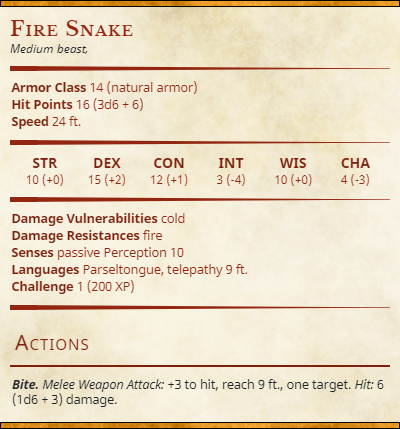 Fire Snake
Medium beast,
Armor Class 14 (natural armor)
Hit Points 16 (3d6 + 6)
Speed 24 ft.
STR DEX CON INT WIS CHA
10 (+0) 15 (+2) 12 (+1) 3 (-4) 10 (+0) 4 (-3)
Damage Vulnerabilities cold
Damage Resistances fire
Senses passive Perception 10
Languages Parseltongue, telepathy 9 ft.
Challenge 1 (200 XP)
Actions
Bite. Melee Weapon Attack: +3 to hit, reach 9 ft., one target. Hit: 6
(1d6 + 3) damage.